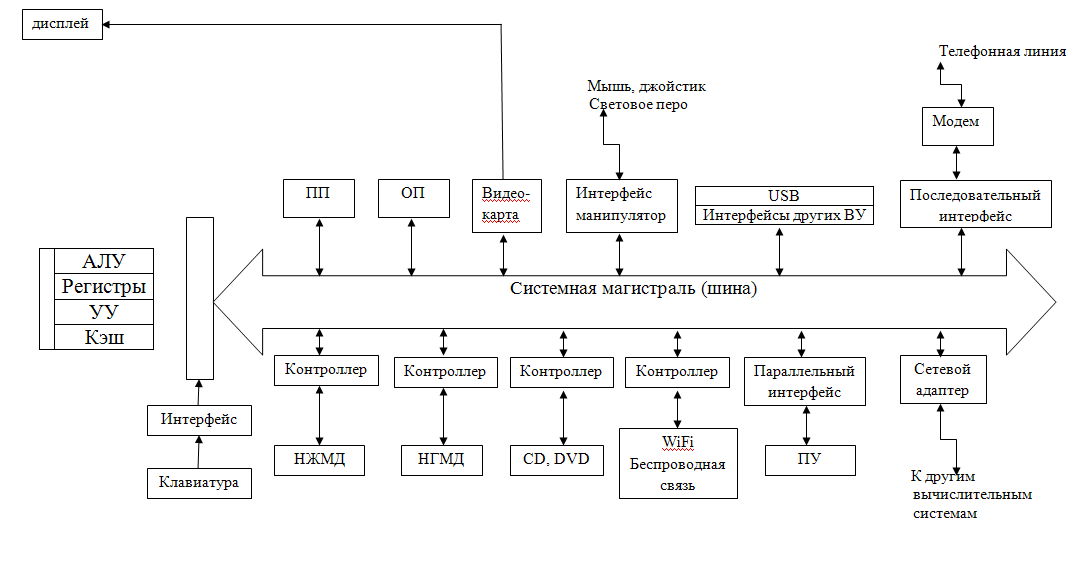 дисплей
Телефонная линия
Мышь, джойстик
Световое перо
Модем
ПП
ОП
Видео-
карта
Интерфейс
манипулятор
USB
Интерфейсы других ВУ
Последовательный
интерфейс
АЛУ
Регистры
УУ
Кэш
Системная магистраль (шина)
Контроллер
Контроллер
Контроллер
Контроллер
Параллельный
интерфейс
Сетевой
адаптер
Интерфейс
НЖМД
НГМД
CD, DVD
WiFi
Беспроводная
связь
ПУ
Клавиатура
К другим
вычислительным
системам